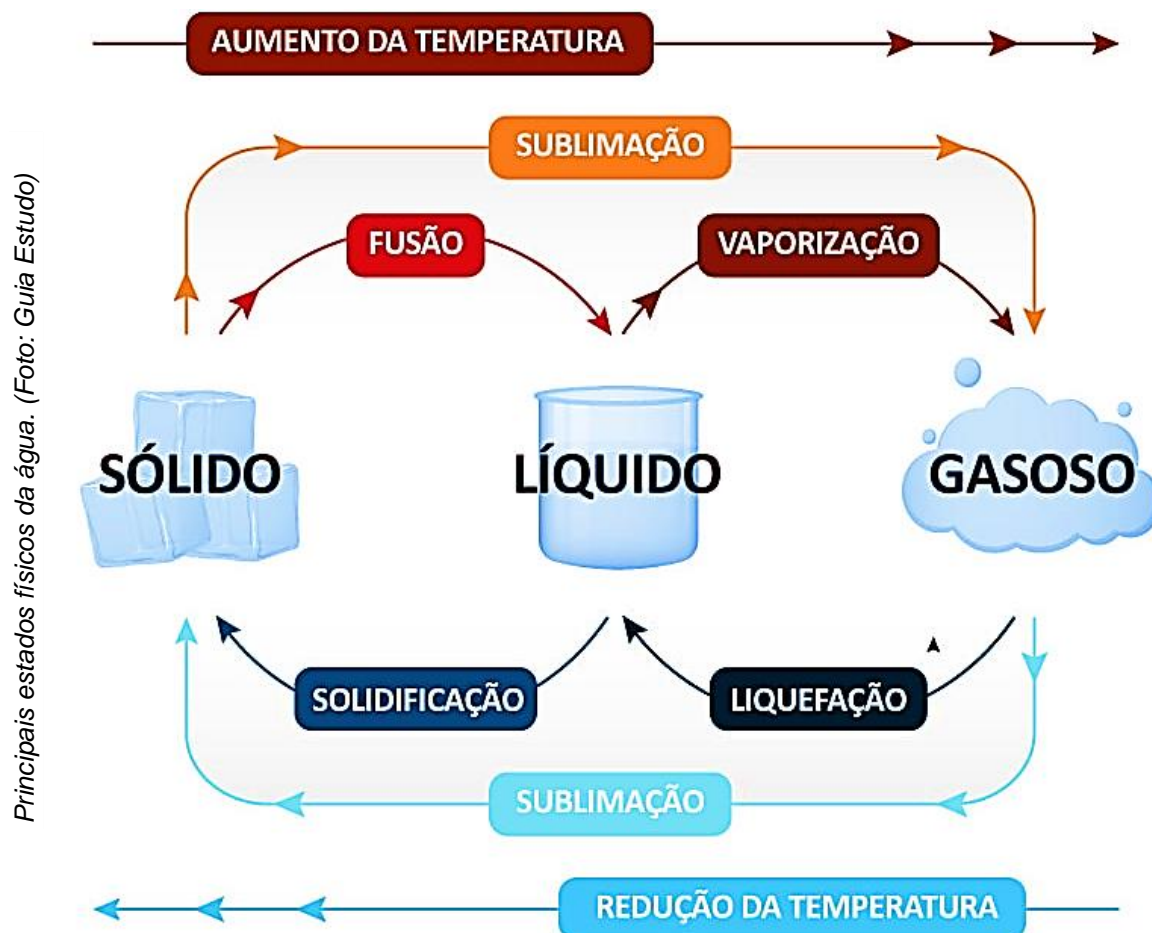 AUMENTO DA TEMPERATURA
SUBLIMAÇÃO
FUSÃO
VAPORIZAÇÃO
Principais estados físicos da água. (Foto: Guia Estudo)
SÓLIDO
LÍQUIDO
GASOSO
SOLIDIFICAÇÃO
LIQUEFAÇÃO
SUBLIMAÇÃO
REDUÇÃO DA TEMPERATURA